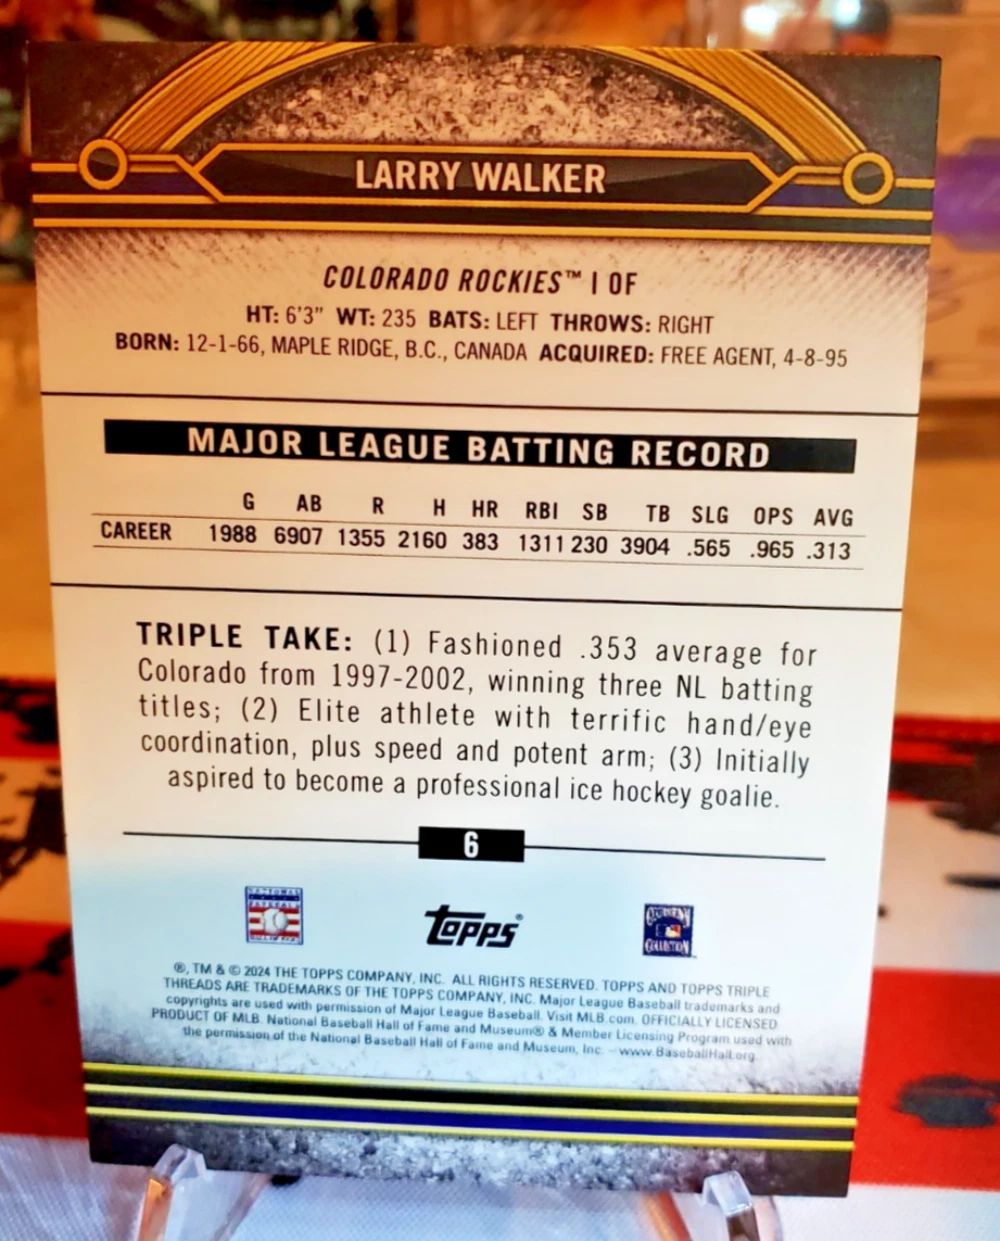 LARRY WALKER
COLORADO ROCKIES™ | OF
HT: 6'3" WT: 235 BATS: LEFT THROWS: RIGHT
BORN: 12-1-66, MAPLE RIDGE, B.C., CANADA ACQUIRED: FREE AGENT, 4-8-95
MAJOR LEAGUE BATTING RECORD
G AB R H HR RBI SB TB SLG OPS AVG
CAREER 1988 6907 1355 2160 383 1311 230 3904 .565 .965 .313
TRIPLE TAKE: (1) Fashioned .353 average for
Colorado from 1997-2002, winning three NL batting
titles; (2) Elite athlete with terrific hand/eye
coordination, plus speed and potent arm; (3) Initially
aspired to become a professional ice hockey goalie.
6
NATIONAL
BASEBALL
HALL OF FAME
topps®
COLLECTION
®, TM & © 2024 THE TOPPS COMPANY, INC. ALL RIGHTS RESERVED. TOPPS AND TOPPS TRIPLE
THREADS ARE TRADEMARKS OF THE TOPPS COMPANY, INC. Major League Baseball trademarks and
copyrights are used with permission of Major League Baseball. Visit MLB.com. OFFICIALLY LICENSED
PRODUCT OF MLB. National Baseball Hall of Fame and Museum® & Member Licensing Program used with
the permission of the National Baseball Hall of Fame and Museum, Inc. - www.BaseballHall.org